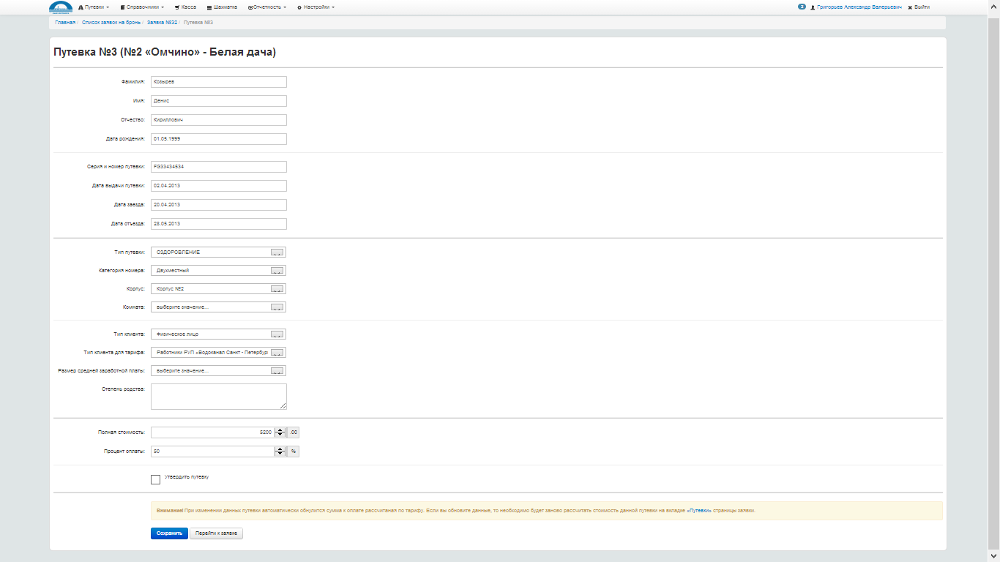 Путевки Справочники Касса Шахматка Отчетность Настройки 2 Григорьев Александр Валерьевич Выйти
Главная / Список заявок на бронь / Заявка №32 / Путевка №3
Путевка №3 (№2 «Омчино» - Белая дача)
Фамилия: Козырев
Имя: Денис
Отчество: Кириллович
Дата рождения: 01.05.1999
Серия и номер путевки: FG33434534
Дата выдачи путевки: 02.04.2013
Дата заезда: 20.04.2013
Дата отъезда: 28.05.2013
Тип путевки: ОЗДОРОВЛЕНИЕ
Категория номера: Двухместный
Корпус: Корпус №2
Комната: выберите значение...
Тип клиента: Физическое лицо
Тип клиента для тарифа: Работники РУП «Водоканал Санкт - Петербур
Размер средней заработной платы: выберите значение...
Степень родства:
Полная стоимость: 5200 .00
Процент оплаты: 50 %
Утвердить путевку
Внимание! При изменении данных путевки автоматически обнулится сумма к оплате рассчитаная по тарифу. Если вы обновите данные, то необходимо будет заново рассчитать стоимость данной путевки на вкладке «Путевки» страницы заявки.
Сохранить Перейти к заявке